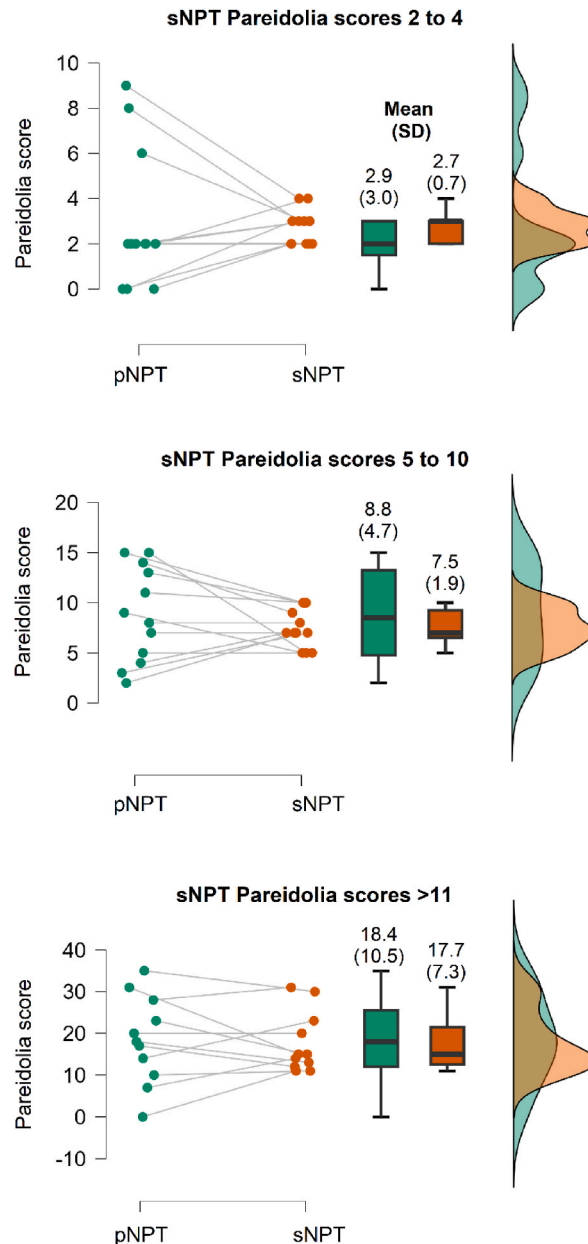 sNPT Pareidolia scores 2 to 4
Pareidolia score
10
8
6
4
2
0
Mean
(SD)
2.9
(3.0)
2.7
(0.7)
pNPT
sNPT
sNPT Pareidolia scores 5 to 10
Pareidolia score
20
15
10
5
0
8.8
(4.7)
7.5
(1.9)
pNPT
sNPT
sNPT Pareidolia scores >11
Pareidolia score
40
30
20
10
0
-10
18.4
(10.5)
17.7
(7.3)
pNPT
sNPT